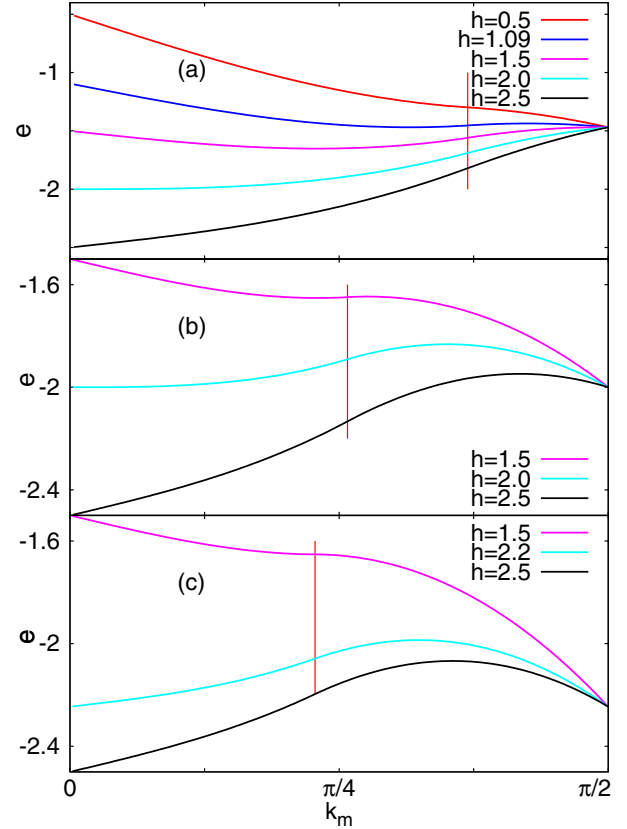 h=0.5
h=1.09
h=1.5
h=2.0
h=2.5
(a)
-1
-2
e
(b)
-1.6
-2
-2.4
e
h=1.5
h=2.0
h=2.5
(c)
h=1.5
h=2.2
h=2.5
-1.6
-2
-2.4
e
0
π/4
π/2
k_m